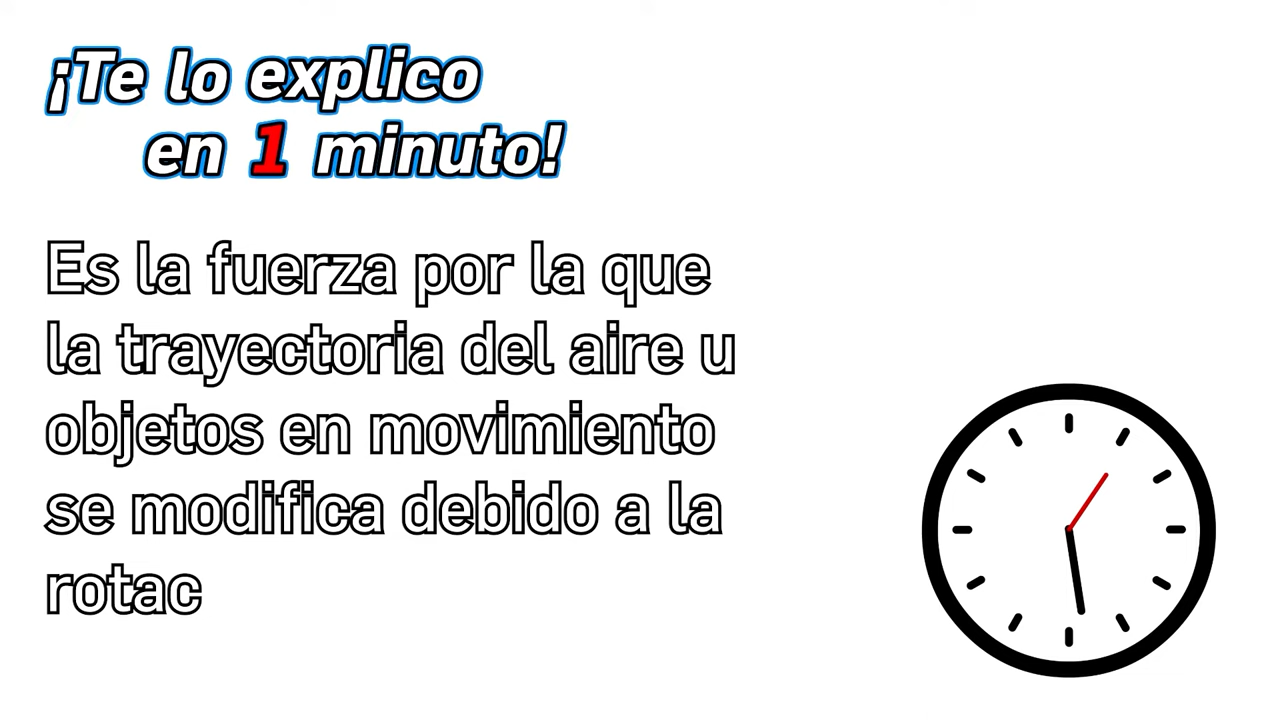 ¡Te lo explico
en 1 minuto!
Es la fuerza por la que
la trayectoria del aire u
objetos en movimiento
se modifica debido a la
rotac